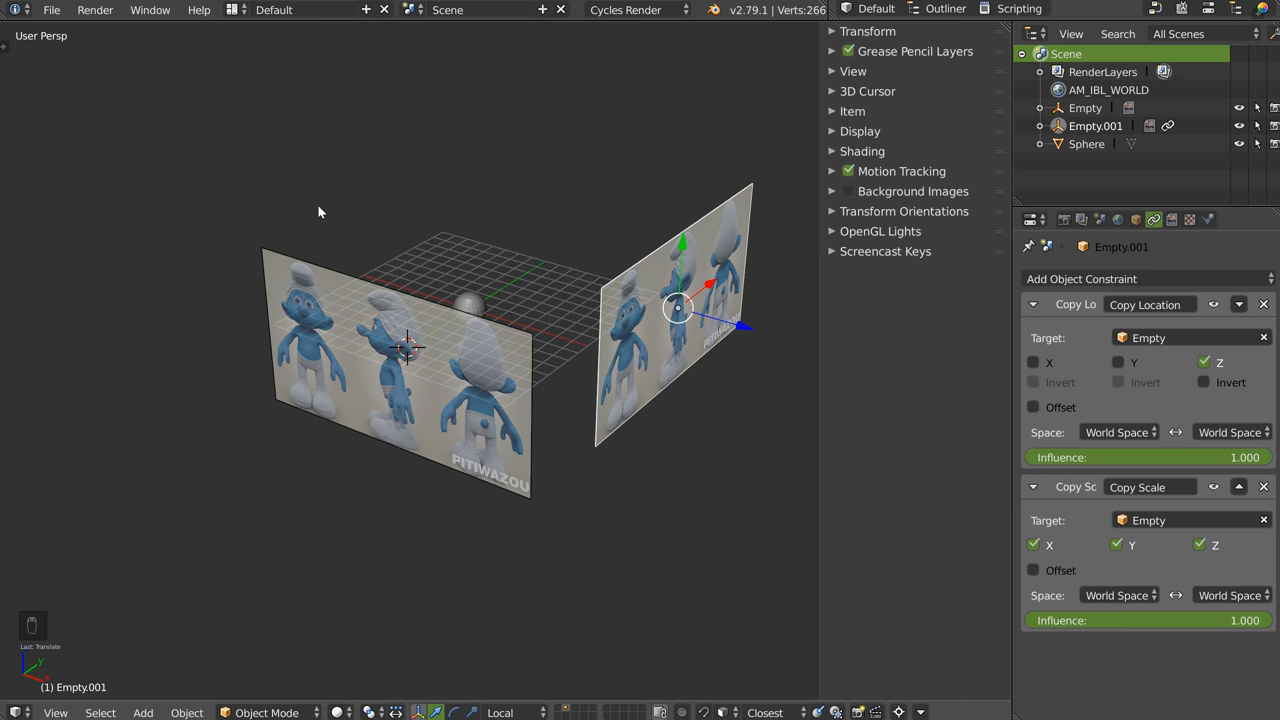 File Render Window Help Default Scene Cycles Render v2.79.1 | Verts:266 Default Outliner Scripting
User Persp
Transform
Grease Pencil Layers
View
3D Cursor
Item
Display
Shading
Motion Tracking
Background Images
Transform Orientations
OpenGL Lights
Screencast Keys
View Search All Scenes
Scene
RenderLayers
AM_IBL_WORLD
Empty
Empty.001
Sphere
Empty.001
Add Object Constraint
Copy Lo Copy Location
Target: Empty
X Y Z
Invert Invert Invert
Offset
Space: World Space World Space
Influence: 1.000
Copy Sc Copy Scale
Target: Empty
X Y Z
Offset
Space: World Space World Space
Influence: 1.000
PITIWAZOU
PITIWAZOU
Last: Translate
z
y
x
(1) Empty.001
View Select Add Object Object Mode Local Closest